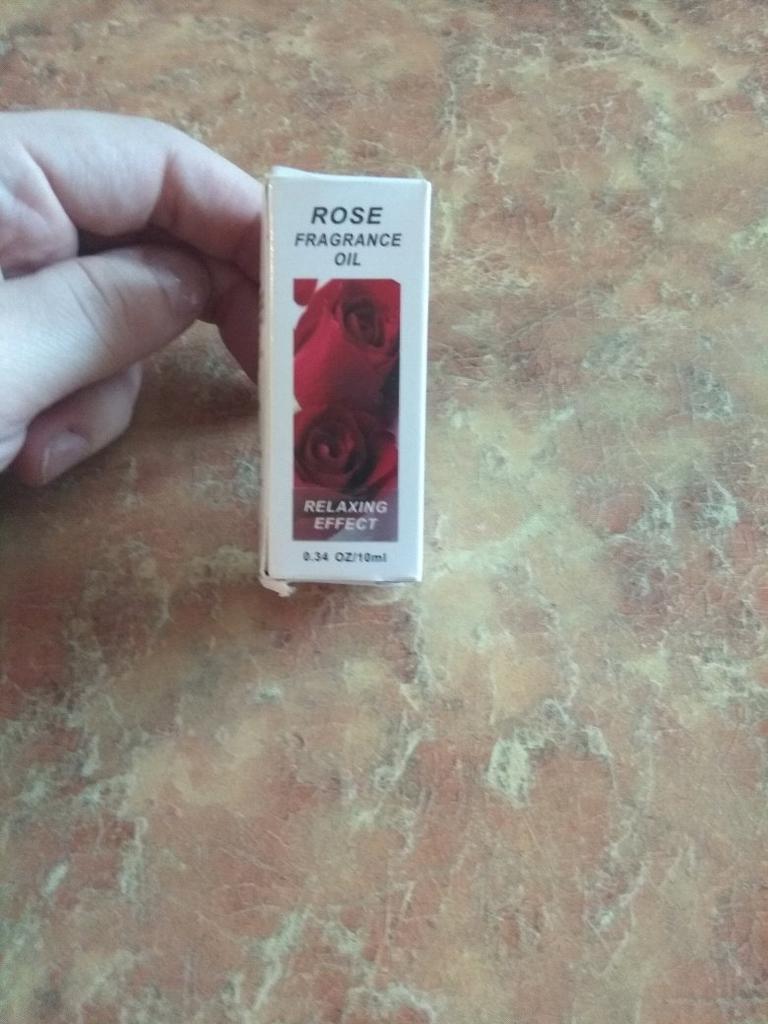 ROSE
FRAGRANCE
OIL
RELAXING
EFFECT
0.34 OZ/10ml